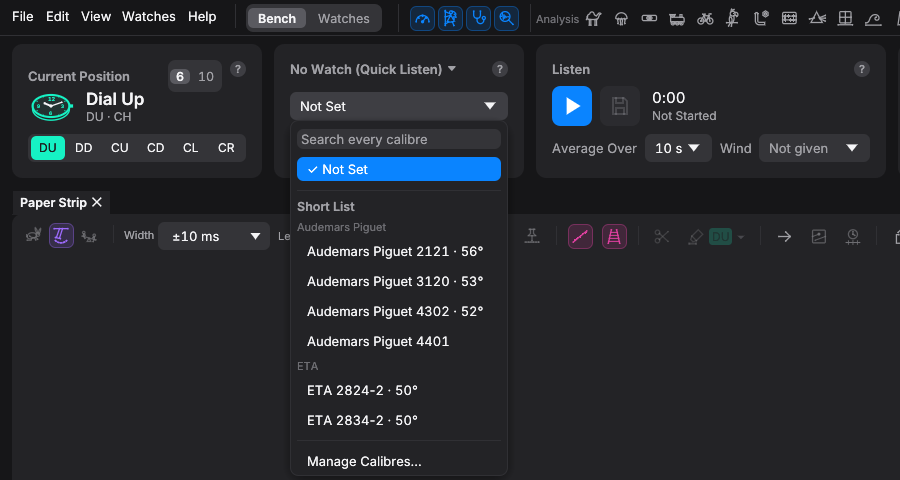 File Edit View Watches Help Bench Watches Analysis
Current Position 6 10 ?
Dial Up
DU · CH
DU DD CU CD CL CR
No Watch (Quick Listen) ?
Not Set
Search every calibre
✓ Not Set
Short List
Audemars Piguet
Audemars Piguet 2121 · 56°
Audemars Piguet 3120 · 53°
Audemars Piguet 4302 · 52°
Audemars Piguet 4401
ETA
ETA 2824-2 · 50°
ETA 2834-2 · 50°
Manage Calibres...
Listen ?
0:00
Not Started
Average Over 10 s Wind Not given
Paper Strip
Width ±10 ms Le DU